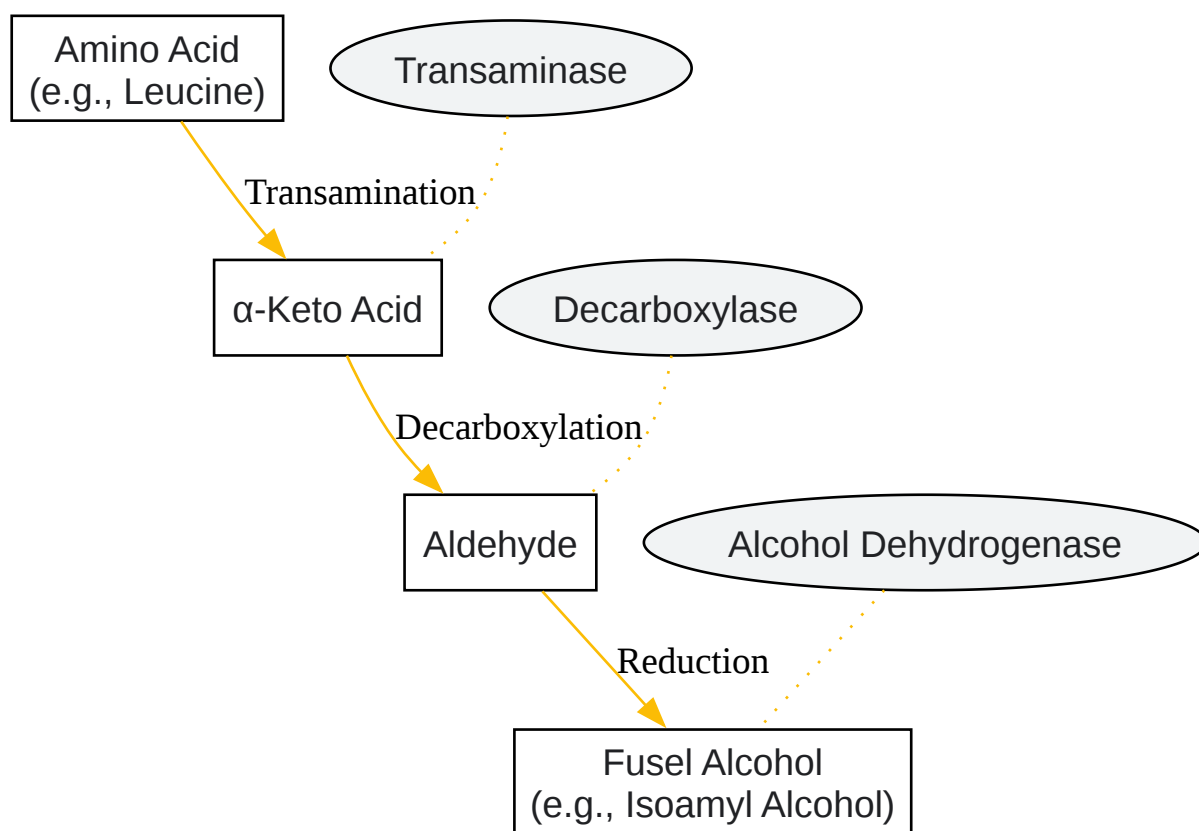 Amino Acid
(e.g., Leucine)
Transaminase
Transamination
α-Keto Acid
Decarboxylase
Decarboxylation
Aldehyde
Alcohol Dehydrogenase
Reduction
Fusel Alcohol
(e.g., Isoamyl Alcohol)